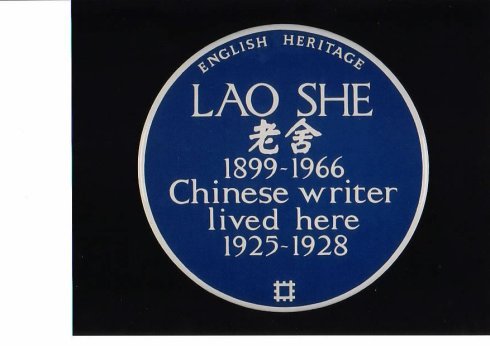 ENGLISH HERITAGE
LAO SHE
老舍
1899-1966
Chinese writer
lived here
1925-1928